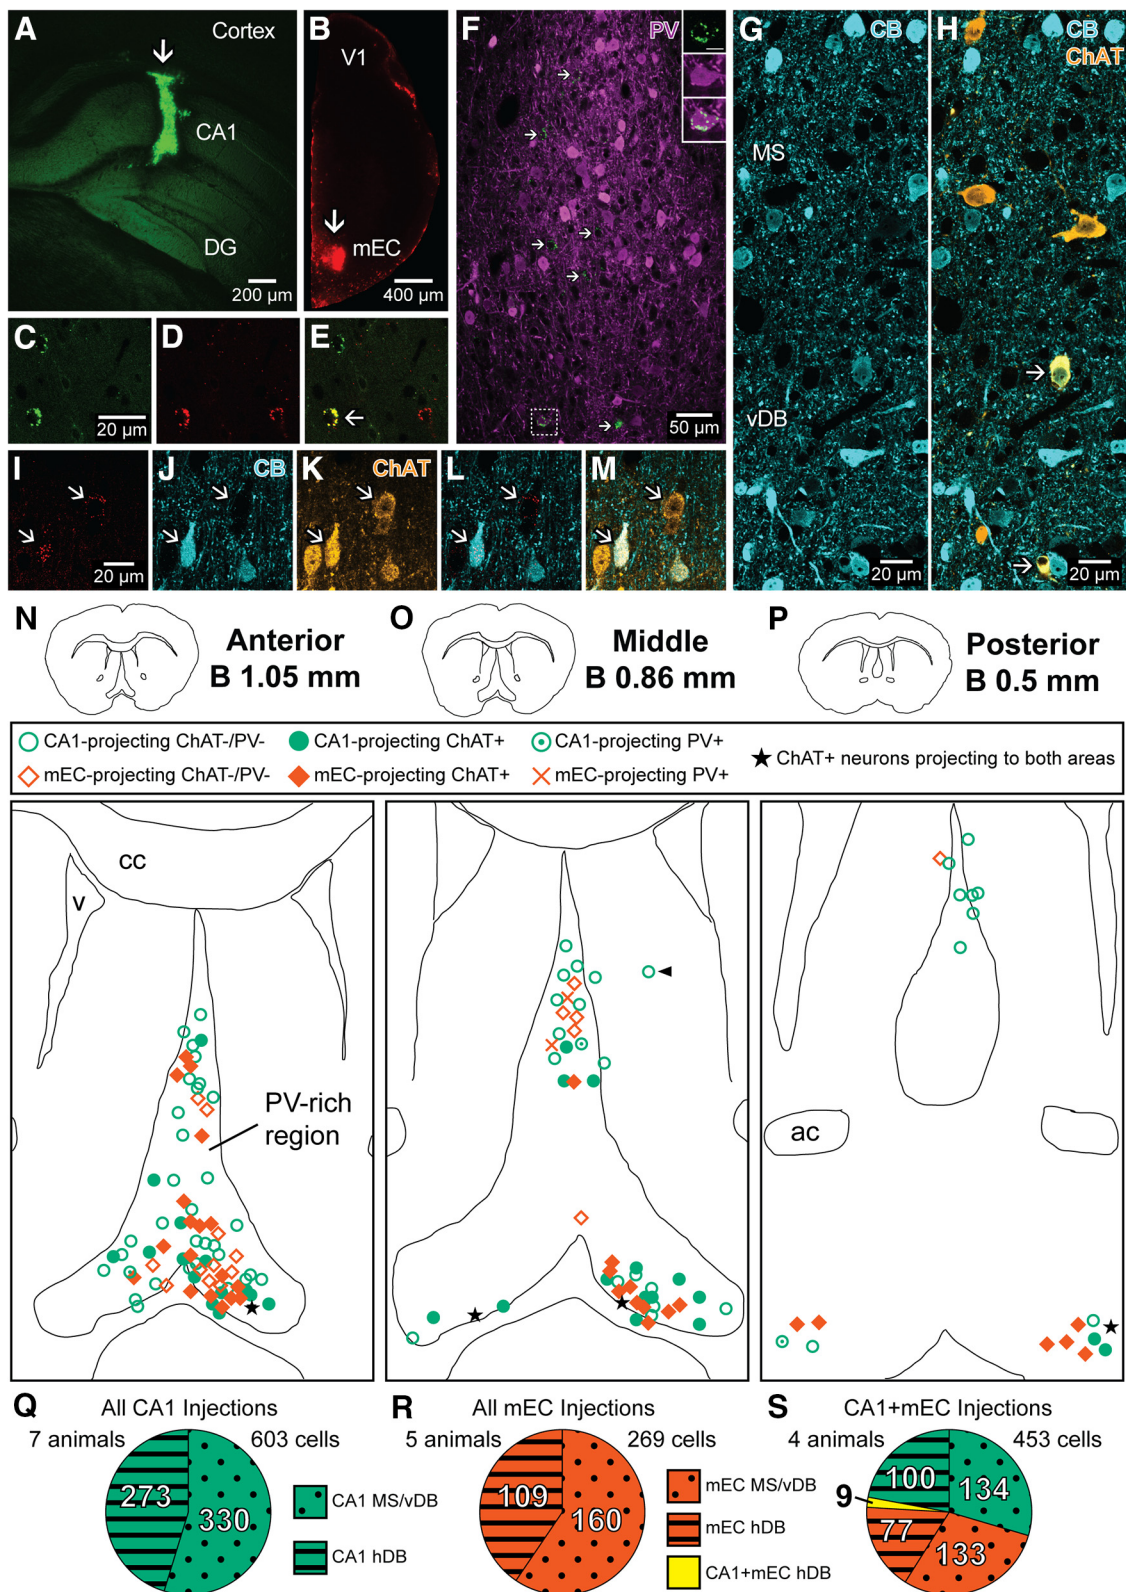 A
Cortex
CA1
DG
200 µm
B
V1
mEC
400 µm
F
PV
50 µm
G
CB
MS
vDB
20 µm
H
CB
ChAT
20 µm
C
20 µm
D
E
I
20 µm
J
CB
K
ChAT
L
M
N
Anterior
B 1.05 mm
O
Middle
B 0.86 mm
P
Posterior
B 0.5 mm
CA1-projecting ChAT-/PV-
CA1-projecting ChAT+
CA1-projecting PV+
mEC-projecting ChAT-/PV-
mEC-projecting ChAT+
mEC-projecting PV+
ChAT+ neurons projecting to both areas
cc
v
PV-rich
region
ac
Q
All CA1 Injections
7 animals
603 cells
273
330
CA1 MS/vDB
CA1 hDB
R
All mEC Injections
5 animals
269 cells
109
160
mEC MS/vDB
mEC hDB
CA1+mEC hDB
S
CA1+mEC Injections
4 animals
453 cells
100
134
9
77
133